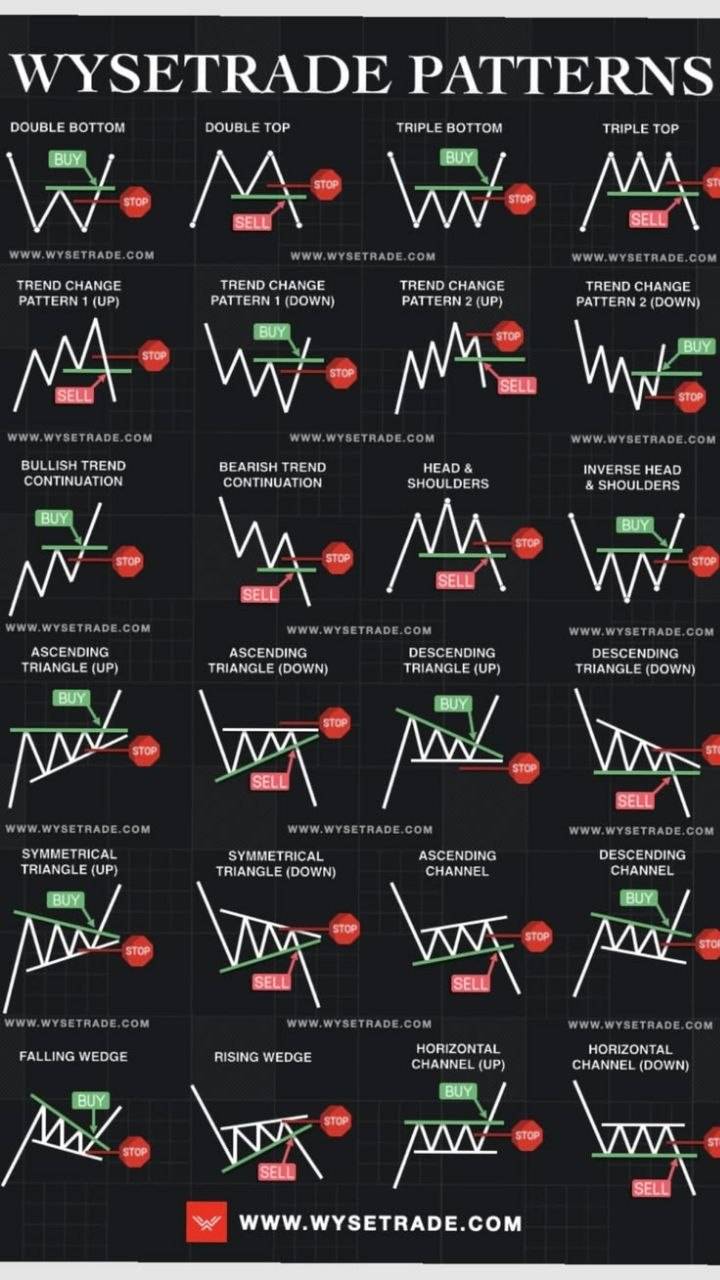 WYSETRADE PATTERNS
DOUBLE BOTTOM
DOUBLE TOP
TRIPLE BOTTOM
TRIPLE TOP
BUY
STOP
STOP
SELL
BUY
STOP
SELL
WWW.WYSETRADE.COM
WWW.WYSETRADE.COM
WWW.WYSETRADE.COM
TREND CHANGE
PATTERN 1 (UP)
TREND CHANGE
PATTERN 1 (DOWN)
TREND CHANGE
PATTERN 2 (UP)
TREND CHANGE
PATTERN 2 (DOWN)
STOP
SELL
BUY
STOP
STOP
SELL
BUY
STOP
WWW.WYSETRADE.COM
WWW.WYSETRADE.COM
WWW.WYSETRADE.COM
BULLISH TREND
CONTINUATION
BEARISH TREND
CONTINUATION
HEAD &
SHOULDERS
INVERSE HEAD
& SHOULDERS
BUY
STOP
STOP
SELL
STOP
SELL
BUY
STOP
WWW.WYSETRADE.COM
WWW.WYSETRADE.COM
WWW.WYSETRADE.COM
ASCENDING
TRIANGLE (UP)
ASCENDING
TRIANGLE (DOWN)
DESCENDING
TRIANGLE (UP)
DESCENDING
TRIANGLE (DOWN)
BUY
STOP
STOP
SELL
BUY
STOP
SELL
WWW.WYSETRADE.COM
WWW.WYSETRADE.COM
WWW.WYSETRADE.COM
SYMMETRICAL
TRIANGLE (UP)
SYMMETRICAL
TRIANGLE (DOWN)
ASCENDING
CHANNEL
DESCENDING
CHANNEL
BUY
STOP
STOP
SELL
STOP
SELL
BUY
WWW.WYSETRADE.COM
WWW.WYSETRADE.COM
WWW.WYSETRADE.COM
FALLING WEDGE
RISING WEDGE
HORIZONTAL
CHANNEL (UP)
HORIZONTAL
CHANNEL (DOWN)
BUY
STOP
STOP
SELL
BUY
STOP
SELL
WWW.WYSETRADE.COM